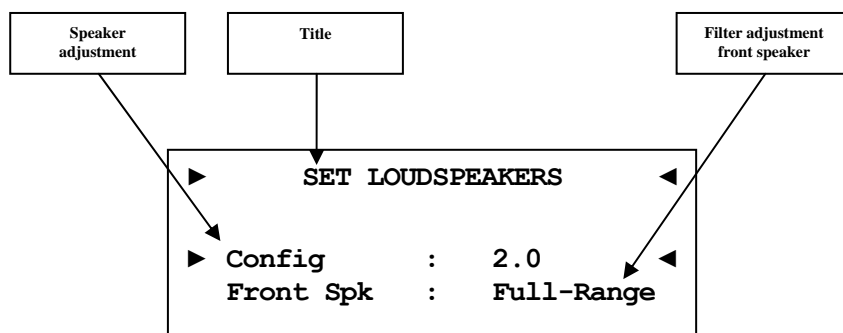 Speaker
adjustment
Title
Filter adjustment
front speaker
► SET LOUDSPEAKERS ◄
► Config : 2.0 ◄
Front Spk : Full-Range